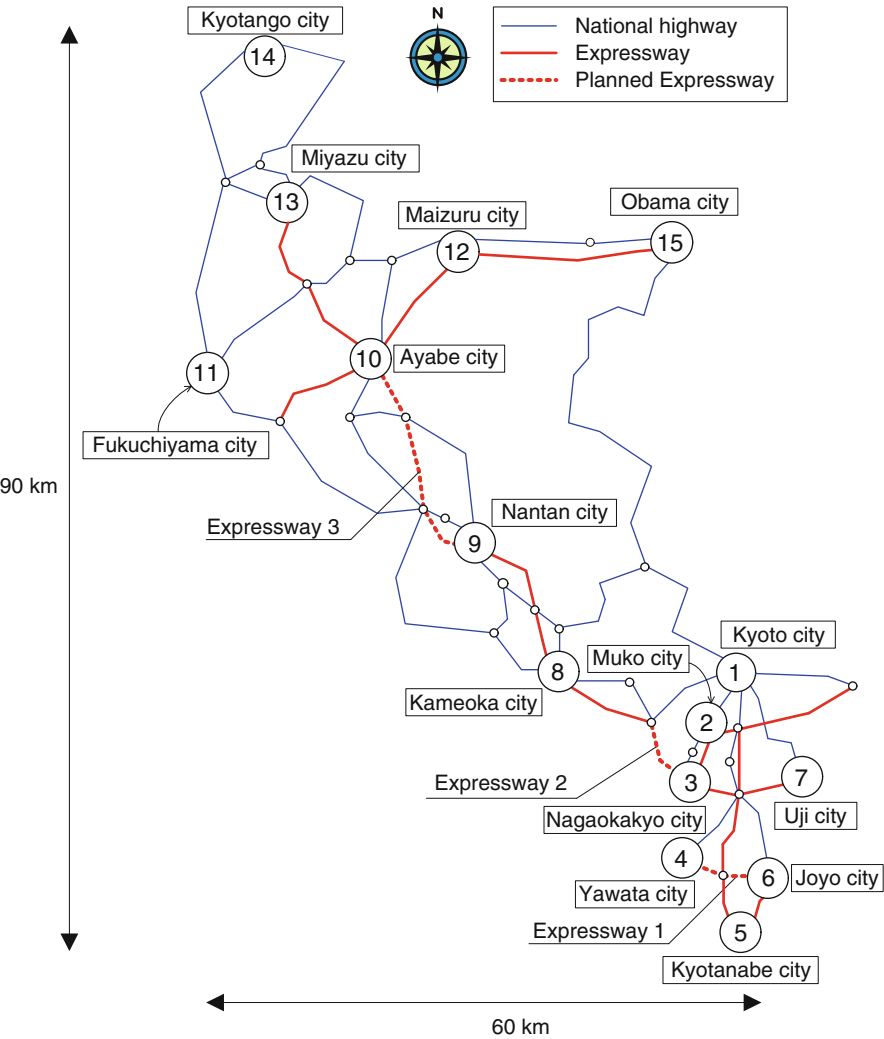 Kyotango city
N
National highway
Expressway
Planned Expressway
14
Miyazu city
13
Maizuru city
Obama city
12
15
10
Ayabe city
11
Fukuchiyama city
90 km
Expressway 3
Nantan city
9
Kyoto city
Muko city
8
1
Kameoka city
2
Expressway 2
3
7
Nagaokakyo city
Uji city
4
6
Joyo city
Yawata city
Expressway 1
5
Kyotanabe city
60 km